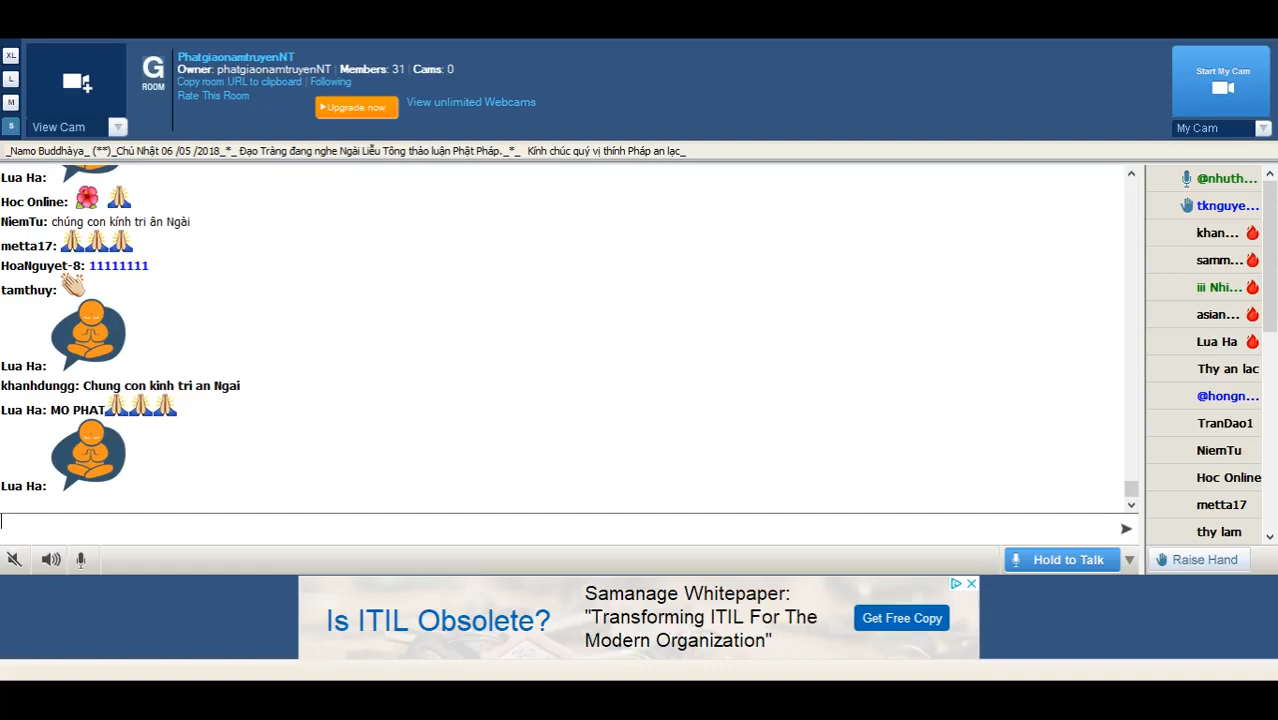 XL
L
M
S
View Cam
G
ROOM
PhatgiaonamtruyenNT
Owner: phatgiaonamtruyenNT | Members: 31 | Cams: 0
Copy room URL to clipboard | Following
Rate This Room
Upgrade now
View unlimited Webcams
Start My Cam
My Cam
_Namo Buddhàya_ (**)_Chủ Nhật 06 /05 /2018_*_ Đạo Tràng đang nghe Ngài Liễu Tông thảo luận Phật Pháp._*_ Kính chúc quý vị thính Pháp an lạc_
Lua Ha:
Hoc Online:
NiemTu: chúng con kính tri ân Ngài
metta17:
HoaNguyet-8: 11111111
tamthuy:
Lua Ha:
khanhdungg: Chung con kinh tri an Ngai
Lua Ha: MO PHAT
Lua Ha:
@nhuth...
tknguye...
khan...
samm...
iii Nhi...
asian...
Lua Ha
Thy an lac
@hongn...
TranDao1
NiemTu
Hoc Online
metta17
thy lam
Hold to Talk
Raise Hand
Is ITIL Obsolete?
Samanage Whitepaper:
"Transforming ITIL For The
Modern Organization"
Get Free Copy